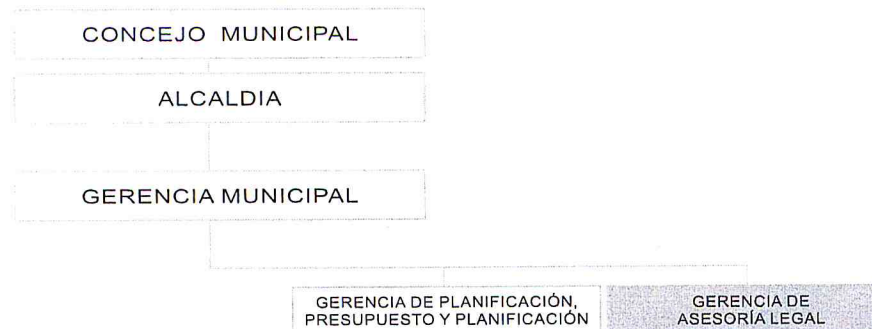 CONCEJO MUNICIPAL
ALCALDIA
GERENCIA MUNICIPAL
GERENCIA DE PLANIFICACIÓN,
PRESUPUESTO Y PLANIFICACIÓN
GERENCIA DE
ASESORÍA LEGAL